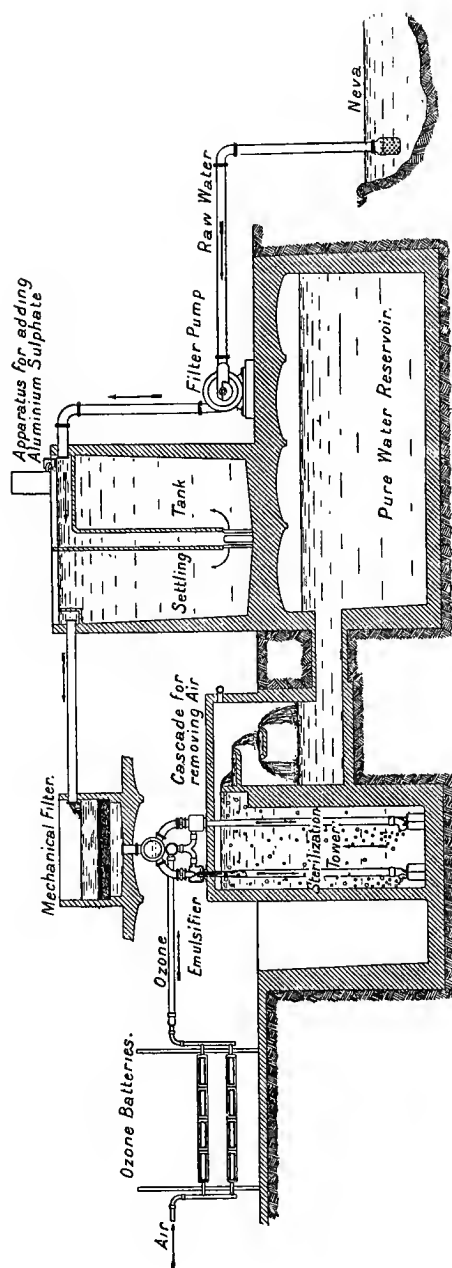 Air
Ozone Batteries.
Ozone
Emulsifier
Mechanical Filter.
Sterilization
Tower
Cascade for
removing Air
Settling
Tank
Apparatus for adding
Aluminium Sulphate
Filter Pump
Raw Water
Pure Water Reservoir.
Neva